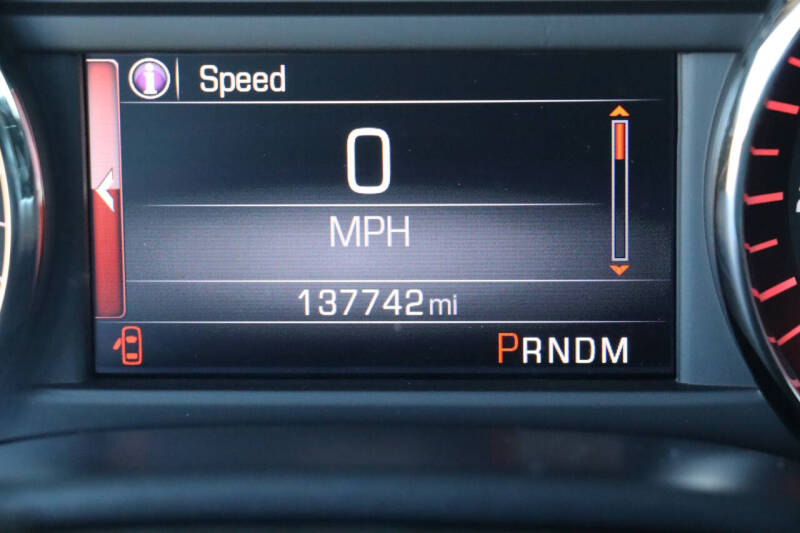 i Speed
0
MPH
137742 mi
PRNDM